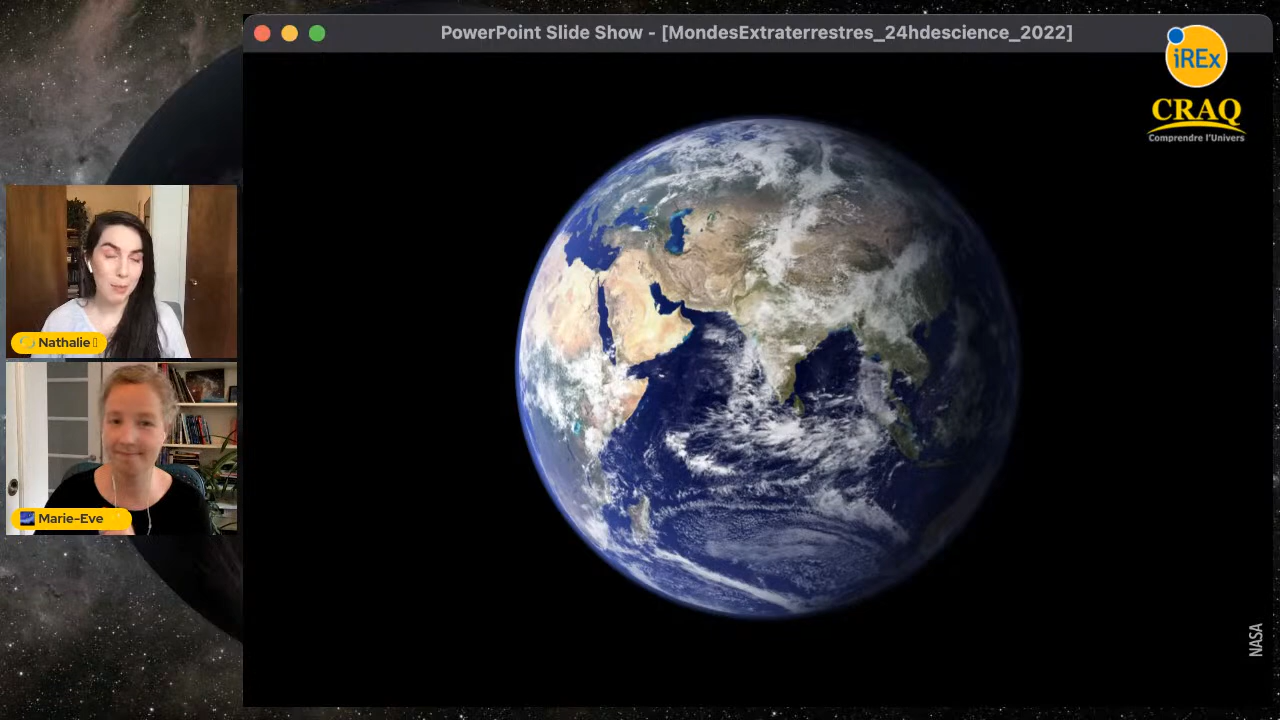 PowerPoint Slide Show - [MondesExtraterrestres_24hdescience_2022]
iREx
CRAQ
Comprendre l'Univers
Nathalie
Marie-Eve
NASA